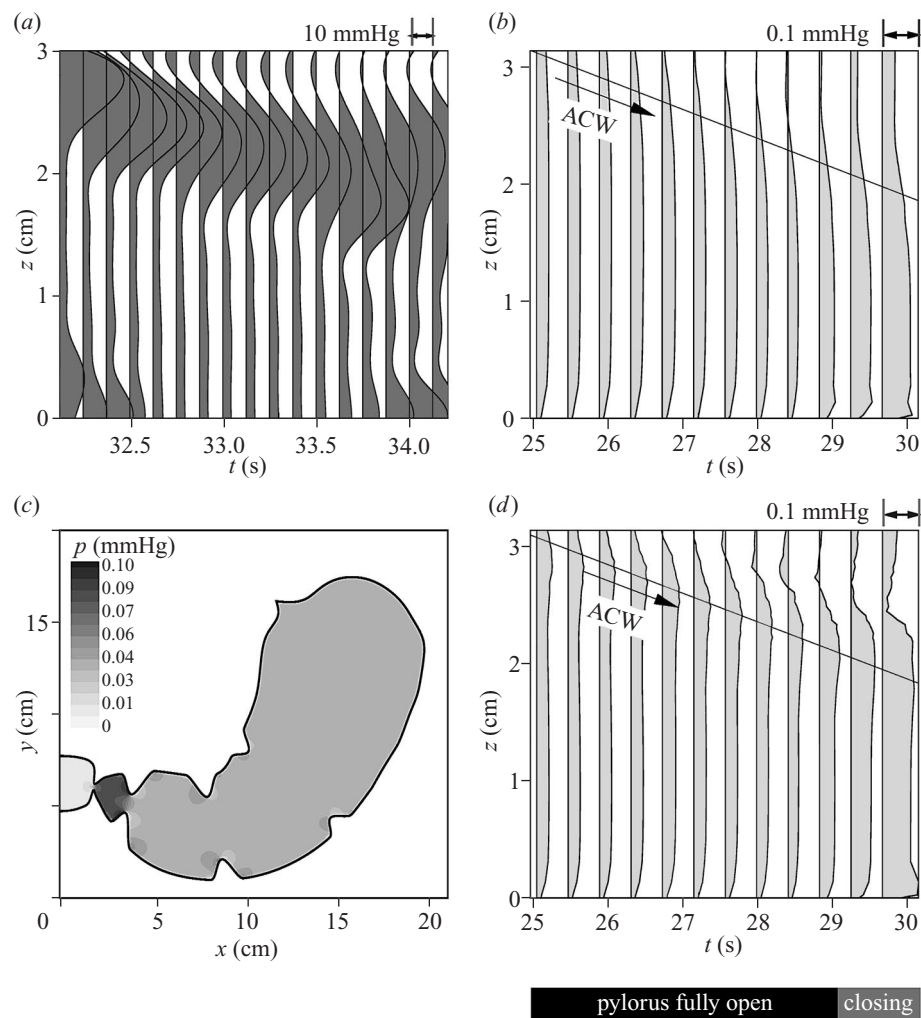 (a)
10 mmHg
3
2
1
0
z (cm)
32.5 33.0 33.5 34.0
t (s)
(b)
0.1 mmHg
3
2
1
0
z (cm)
ACW
25 26 27 28 29 30
t (s)
(c)
p (mmHg)
0.10
0.09
0.07
0.06
0.04
0.03
0.01
0
15
y (cm)
0 5 10 15 20
x (cm)
(d)
0.1 mmHg
3
2
1
0
z (cm)
ACW
25 26 27 28 29 30
t (s)
pylorus fully open closing